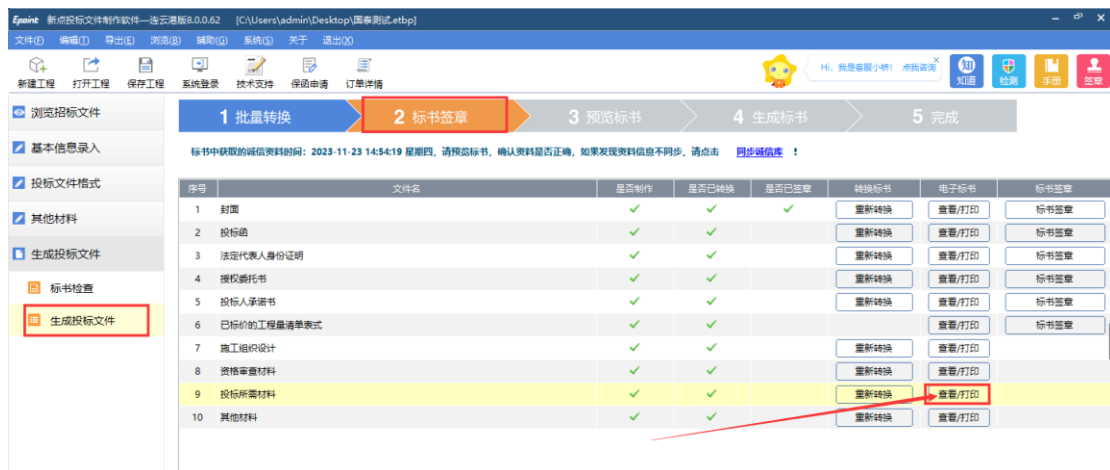 Epoint 新点投标文件制作软件—连云港版8.0.0.62 [C:\Users\admin\Desktop\国泰测试.etbp]
文件(F) 编辑(T) 导出(E) 浏览(B) 辅助(G) 系统(S) 关于 退出(X)
新建工程 打开工程 保存工程 系统登录 技术支持 保函申请 订单详情
Hi, 我是客服小桥! 点我咨询
知道 检测 手册 签章
浏览招标文件
基本信息录入
投标文件格式
其他材料
生成投标文件
标书检查
生成投标文件
1 批量转换 2 标书签章 3 预览标书 4 生成标书 5 完成
标书中获取的诚信资料时间：2023-11-23 14:54:19 星期四，请预览标书，确认资料是否正确，如果发现资料信息不同步，请点击 同步诚信库 ！
序号 文件名 是否制作 是否已转换 是否已签章 转换标书 电子标书 标书签章
1 封面 ✓ ✓ ✓ 重新转换 查看/打印 标书签章
2 投标函 ✓ ✓ 重新转换 查看/打印 标书签章
3 法定代表人身份证明 ✓ ✓ 重新转换 查看/打印 标书签章
4 授权委托书 ✓ ✓ 重新转换 查看/打印 标书签章
5 投标人承诺书 ✓ ✓ 重新转换 查看/打印 标书签章
6 已标价的工程量清单表式 ✓ ✓ 查看/打印 标书签章
7 施工组织设计 ✓ ✓ 重新转换 查看/打印
8 资格审查材料 ✓ ✓ 重新转换 查看/打印
9 投标所需材料 ✓ ✓ 重新转换 查看/打印
10 其他材料 ✓ ✓ 重新转换 查看/打印